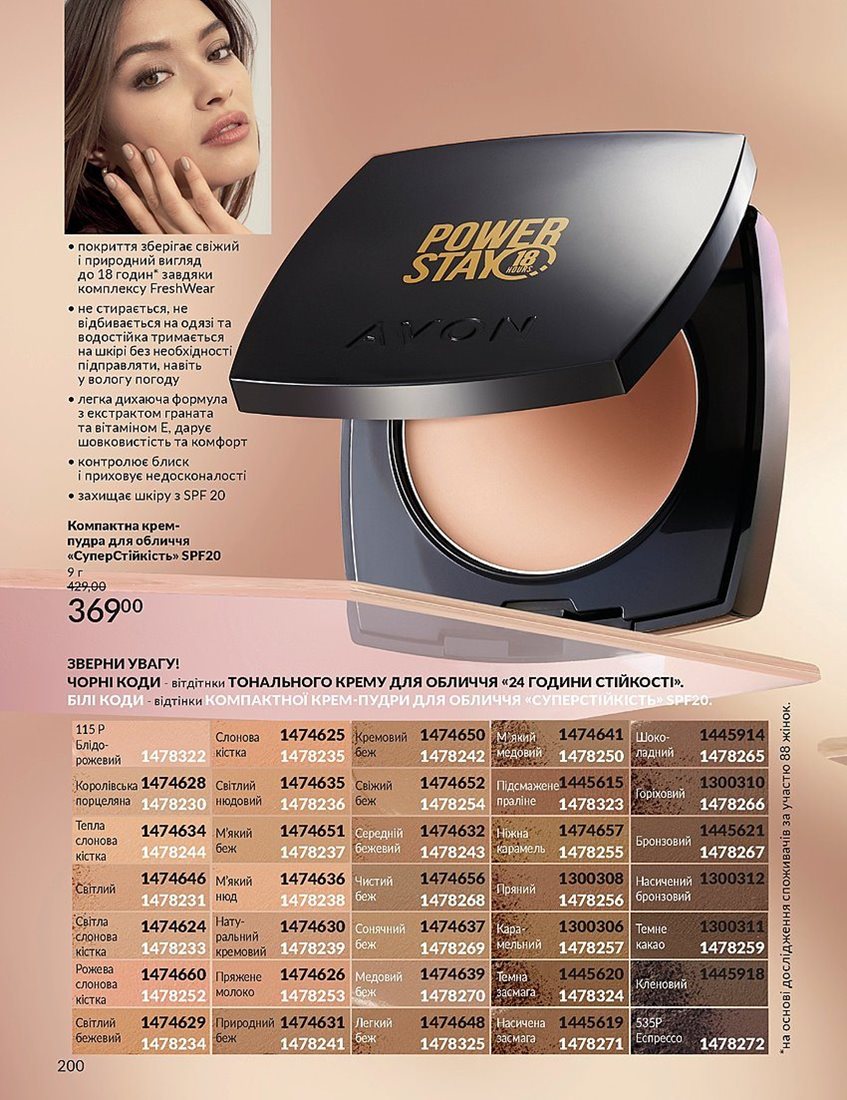 POWER
STAY 18
HOURS
AVON
• покриття зберігає свіжий
і природний вигляд
до 18 годин* завдяки
комплексу FreshWear
• не стирається, не
відбивається на одязі та
водостійка тримається
на шкірі без необхідності
підправляти, навіть
у вологу погоду
• легка дихаюча формула
з екстрактом граната
та вітаміном Е, дарує
шовковистість та комфорт
• контролює блиск
і приховує недосконалості
• захищає шкіру з SPF 20
Компактна крем-
пудра для обличчя
«СуперСтійкість» SPF20
9 г
429,00
36900
ЗВЕРНИ УВАГУ!
ЧОРНІ КОДИ - вітдітнки ТОНАЛЬНОГО КРЕМУ ДЛЯ ОБЛИЧЧЯ «24 ГОДИНИ СТІЙКОСТІ».
БІЛІ КОДИ - відтінки КОМПАКТНОЇ КРЕМ-ПУДРИ ДЛЯ ОБЛИЧЧЯ «СУПЕРСТІЙКІСТЬ» SPF20.
115 P
Блідо-
рожевий 1478322
Слонова 1474625
кістка 1478235
Кремовий 1474650
беж 1478242
М'який 1474641
медовий 1478250
Шоко- 1445914
ладний 1478265
Королівська 1474628
порцеляна 1478230
Світлий 1474635
нюдовий 1478236
Свіжий 1474652
беж 1478254
Підсмажене 1445615
праліне 1478323
Горіховий 1300310
1478266
Тепла 1474634
слонова
кістка 1478244
М'який 1474651
беж 1478237
Середній 1474632
бежевий 1478243
Ніжна 1474657
карамель 1478255
Бронзовий 1445621
1478267
Світлий 1474646
1478231
М'який 1474636
нюд 1478238
Чистий 1474656
беж 1478268
Пряний 1300308
1478256
Насичений 1300312
бронзовий
Світла 1474624
слонова
кістка 1478233
Нату- 1474630
ральний
кремовий 1478239
Сонячний 1474637
беж 1478269
Кара- 1300306
мельний 1478257
Темне 1300311
какао 1478259
Рожева 1474660
слонова
кістка 1478252
Пряжене 1474626
молоко 1478253
Медовий 1474639
беж 1478270
Темна 1445620
засмага 1478324
Кленовий 1445918
Світлий 1474629
бежевий 1478234
Природний 1474631
беж 1478241
Легкий 1474648
беж 1478325
Насичена 1445619
засмага 1478271
535P
Еспрессо 1478272
*на основі дослідження споживачів за участю 88 жінок.
200